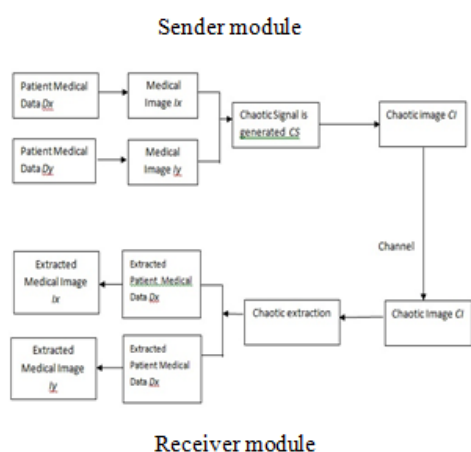 Sender module
Patient Medical
Data Dx
Medical
Image Ix
Chaotic Signal is
generated CS
Chaotic image CI
Patient Medical
Data Dy
Medical
Image Iy
Channel
Extracted
Medical Image
Ix
Extracted
Patient Medical
Data Dx
Chaotic extraction
Chaotic Image CI
Extracted
Medical Image
Iy
Extracted
Patient Medical
Data Dx
Receiver module